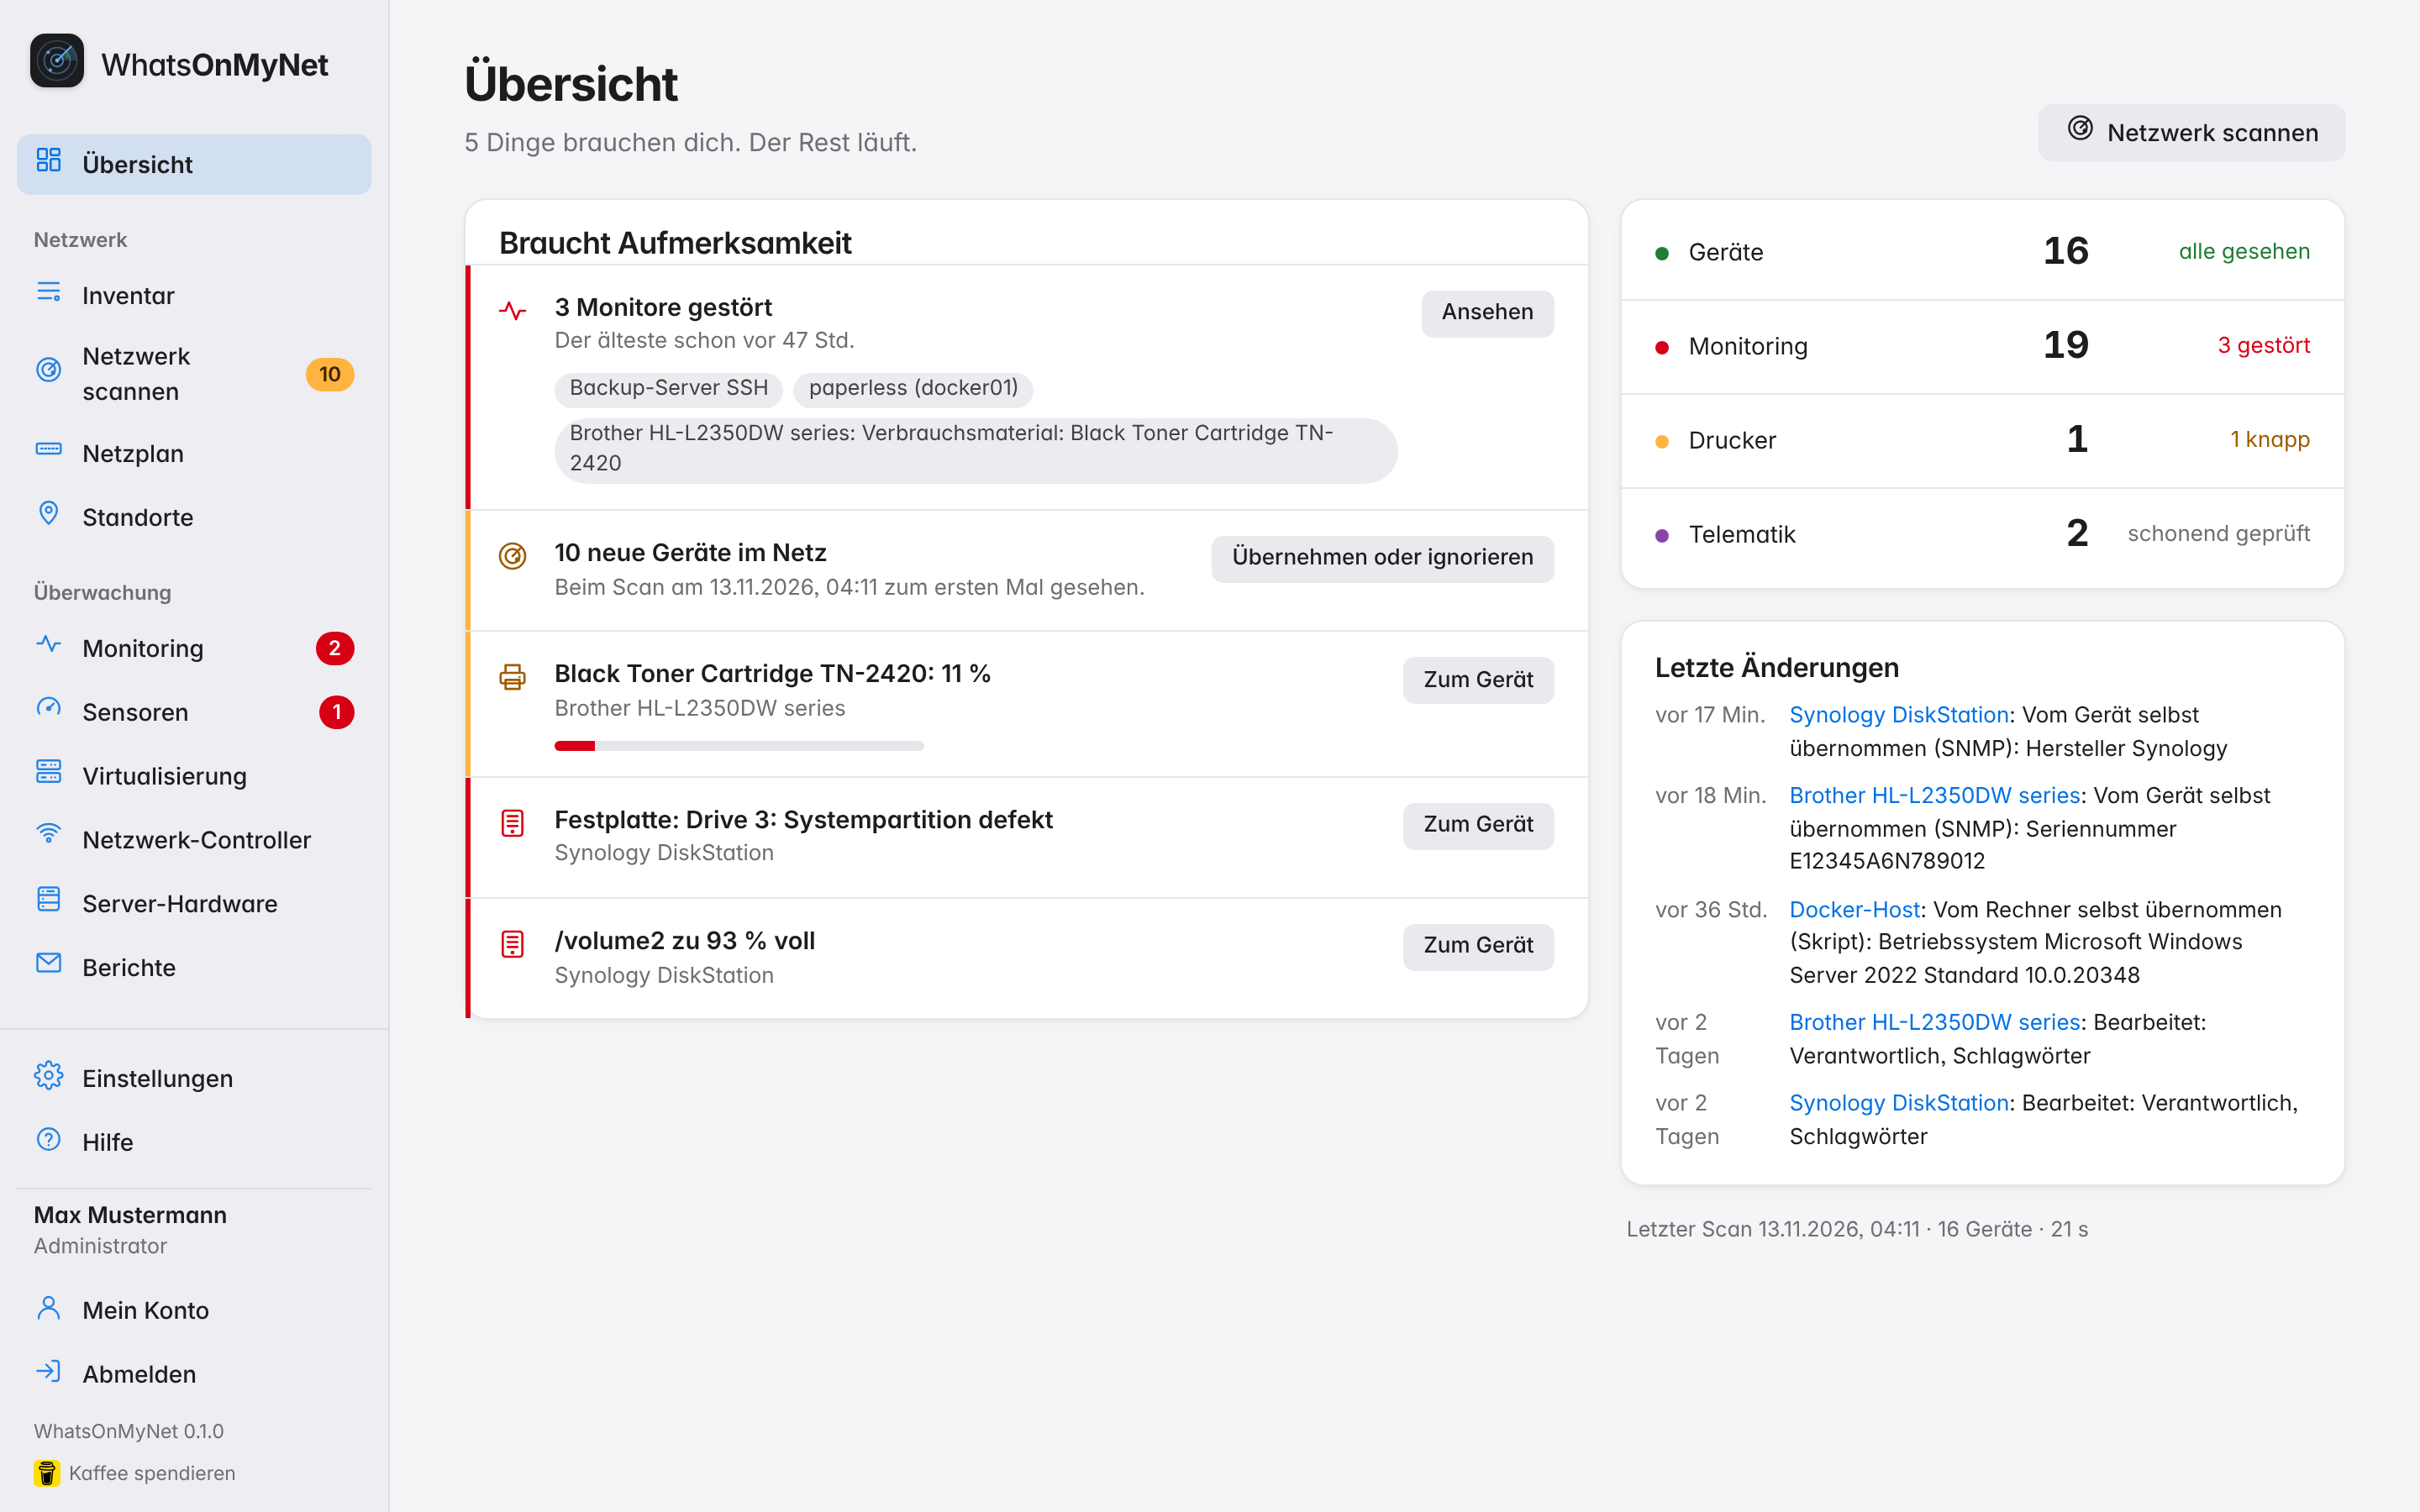 WhatsOnMyNet
Übersicht
Netzwerk
Inventar
Netzwerk
scannen
10
Netzplan
Standorte
Überwachung
Monitoring
2
Sensoren
1
Virtualisierung
Netzwerk-Controller
Server-Hardware
Berichte
Einstellungen
Hilfe
Max Mustermann
Administrator
Mein Konto
Abmelden
WhatsOnMyNet 0.1.0
Kaffee spendieren
Übersicht
5 Dinge brauchen dich. Der Rest läuft.
Netzwerk scannen
Braucht Aufmerksamkeit
3 Monitore gestört
Der älteste schon vor 47 Std.
Ansehen
Backup-Server SSH
paperless (docker01)
Brother HL-L2350DW series: Verbrauchsmaterial: Black Toner Cartridge TN-
2420
10 neue Geräte im Netz
Beim Scan am 13.11.2026, 04:11 zum ersten Mal gesehen.
Übernehmen oder ignorieren
Black Toner Cartridge TN-2420: 11 %
Brother HL-L2350DW series
Zum Gerät
Festplatte: Drive 3: Systempartition defekt
Synology DiskStation
Zum Gerät
/volume2 zu 93 % voll
Synology DiskStation
Zum Gerät
Geräte 16 alle gesehen
Monitoring 19 3 gestört
Drucker 1 1 knapp
Telematik 2 schonend geprüft
Letzte Änderungen
vor 17 Min. Synology DiskStation: Vom Gerät selbst
übernommen (SNMP): Hersteller Synology
vor 18 Min. Brother HL-L2350DW series: Vom Gerät selbst
übernommen (SNMP): Seriennummer
E12345A6N789012
vor 36 Std. Docker-Host: Vom Rechner selbst übernommen
(Skript): Betriebssystem Microsoft Windows
Server 2022 Standard 10.0.20348
vor 2 Brother HL-L2350DW series: Bearbeitet:
Tagen Verantwortlich, Schlagwörter
vor 2 Synology DiskStation: Bearbeitet: Verantwortlich,
Tagen Schlagwörter
Letzter Scan 13.11.2026, 04:11 · 16 Geräte · 21 s